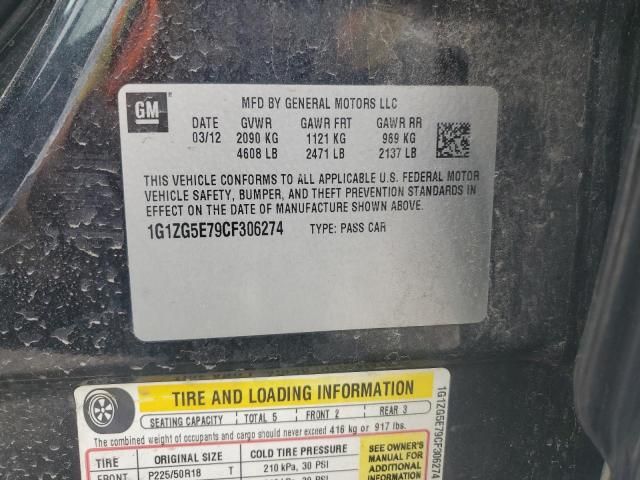 GM
MFD BY GENERAL MOTORS LLC
DATE GVWR GAWR FRT GAWR RR
03/12 2090 KG 1121 KG 969 KG
4608 LB 2471 LB 2137 LB
THIS VEHICLE CONFORMS TO ALL APPLICABLE U.S. FEDERAL MOTOR
VEHICLE SAFETY, BUMPER, AND THEFT PREVENTION STANDARDS IN
EFFECT ON THE DATE OF MANUFACTURE SHOWN ABOVE.
1G1ZG5E79CF306274 TYPE: PASS CAR
TIRE AND LOADING INFORMATION
SEATING CAPACITY TOTAL 5 FRONT 2 REAR 3
The combined weight of occupants and cargo should never exceed 416 kg or 917 lbs.
TIRE SIZE COLD TIRE PRESSURE
FRONT P225/50R18 T 210 kPa, 30 PSI
SEE OWNER'S
MANUAL FOR
ADDITIONAL
INFORMATION
1G1ZG5E79CF306274